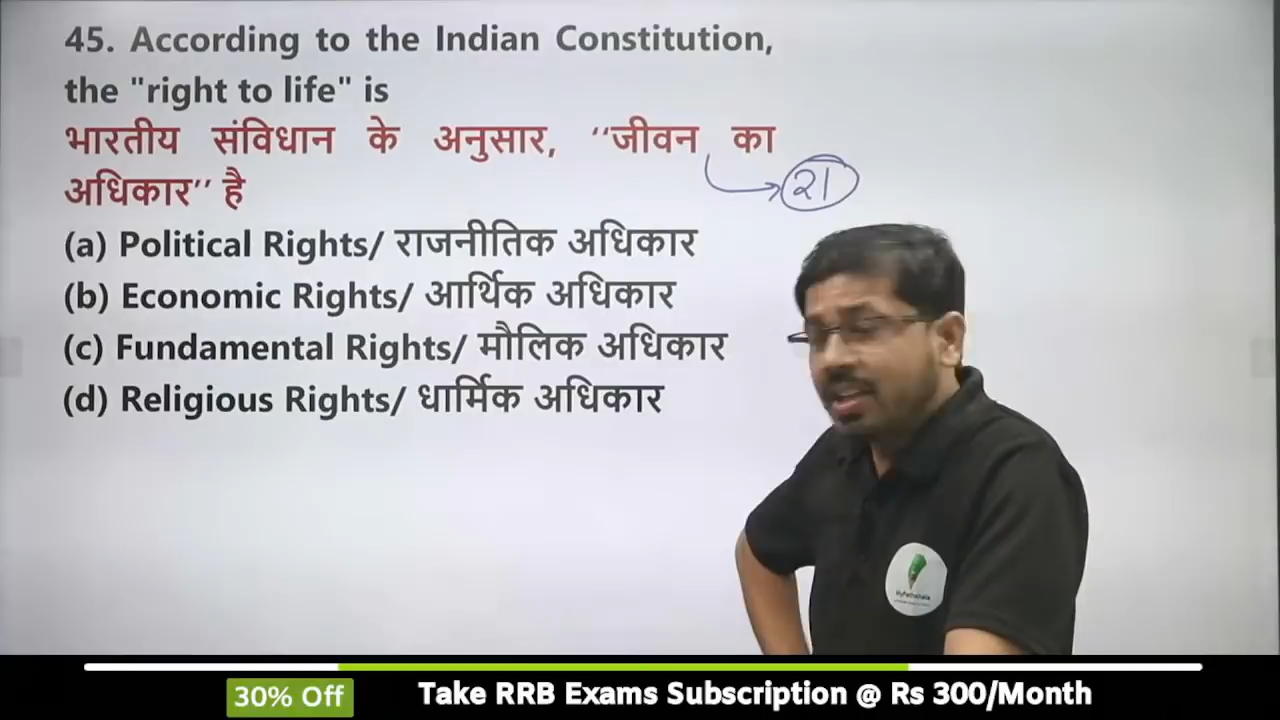 45. According to the Indian Constitution,
the "right to life" is
भारतीय संविधान के अनुसार, ‘‘जीवन का
अधिकार’’ है
21
(a) Political Rights/ राजनीतिक अधिकार
(b) Economic Rights/ आर्थिक अधिकार
(c) Fundamental Rights/ मौलिक अधिकार
(d) Religious Rights/ धार्मिक अधिकार
MyPathshala
30% Off
Take RRB Exams Subscription @ Rs 300/Month